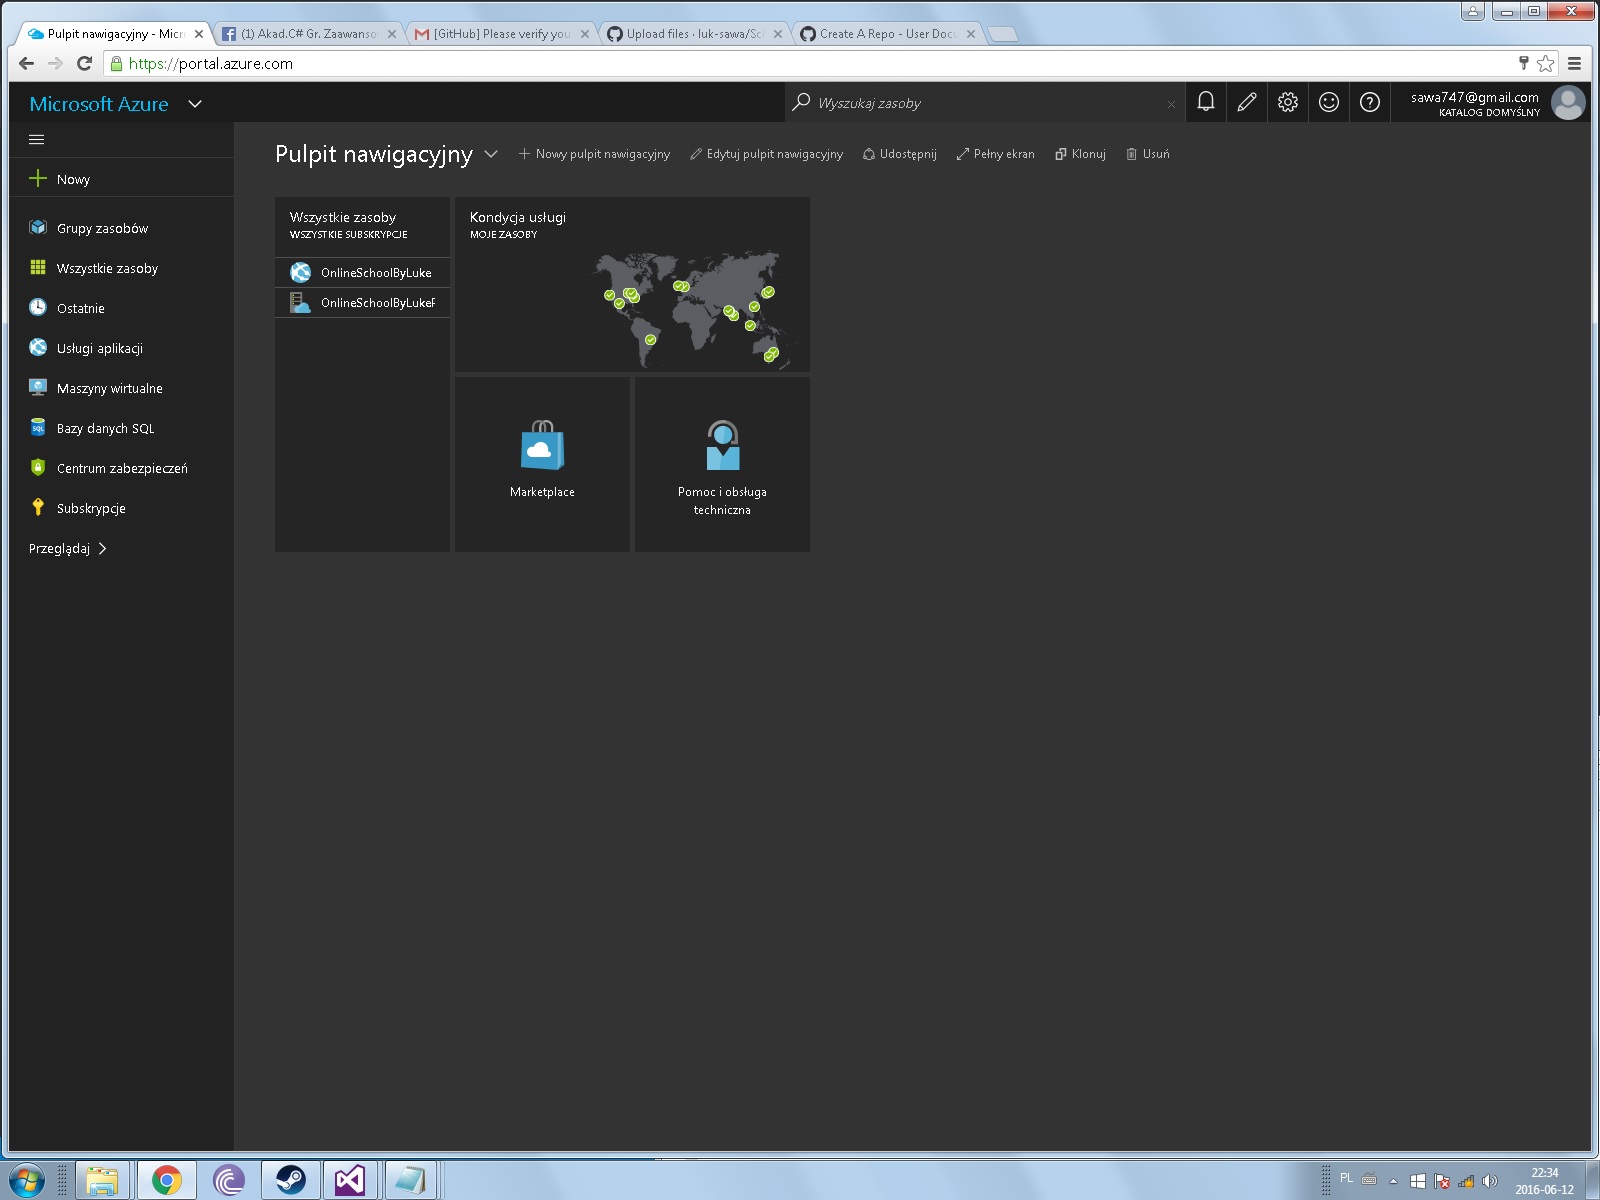 Pulpit nawigacyjny - Micr
(1) Akad.C# Gr. Zaawanso
[GitHub] Please verify you
Upload files · luk-sawa/Sc
Create A Repo - User Doc
https://portal.azure.com
Microsoft Azure
Wyszukaj zasoby
sawa747@gmail.com
KATALOG DOMYŚLNY
Pulpit nawigacyjny
Nowy pulpit nawigacyjny
Edytuj pulpit nawigacyjny
Udostępnij
Pełny ekran
Klonuj
Usuń
Nowy
Grupy zasobów
Wszystkie zasoby
Ostatnie
Usługi aplikacji
Maszyny wirtualne
Bazy danych SQL
Centrum zabezpieczeń
Subskrypcje
Przeglądaj
Wszystkie zasoby
WSZYSTKIE SUBSKRYPCJE
OnlineSchoolByLuke
OnlineSchoolByLukeF
Kondycja usługi
MOJE ZASOBY
Marketplace
Pomoc i obsługa
techniczna
PL
22:34
2016-06-12